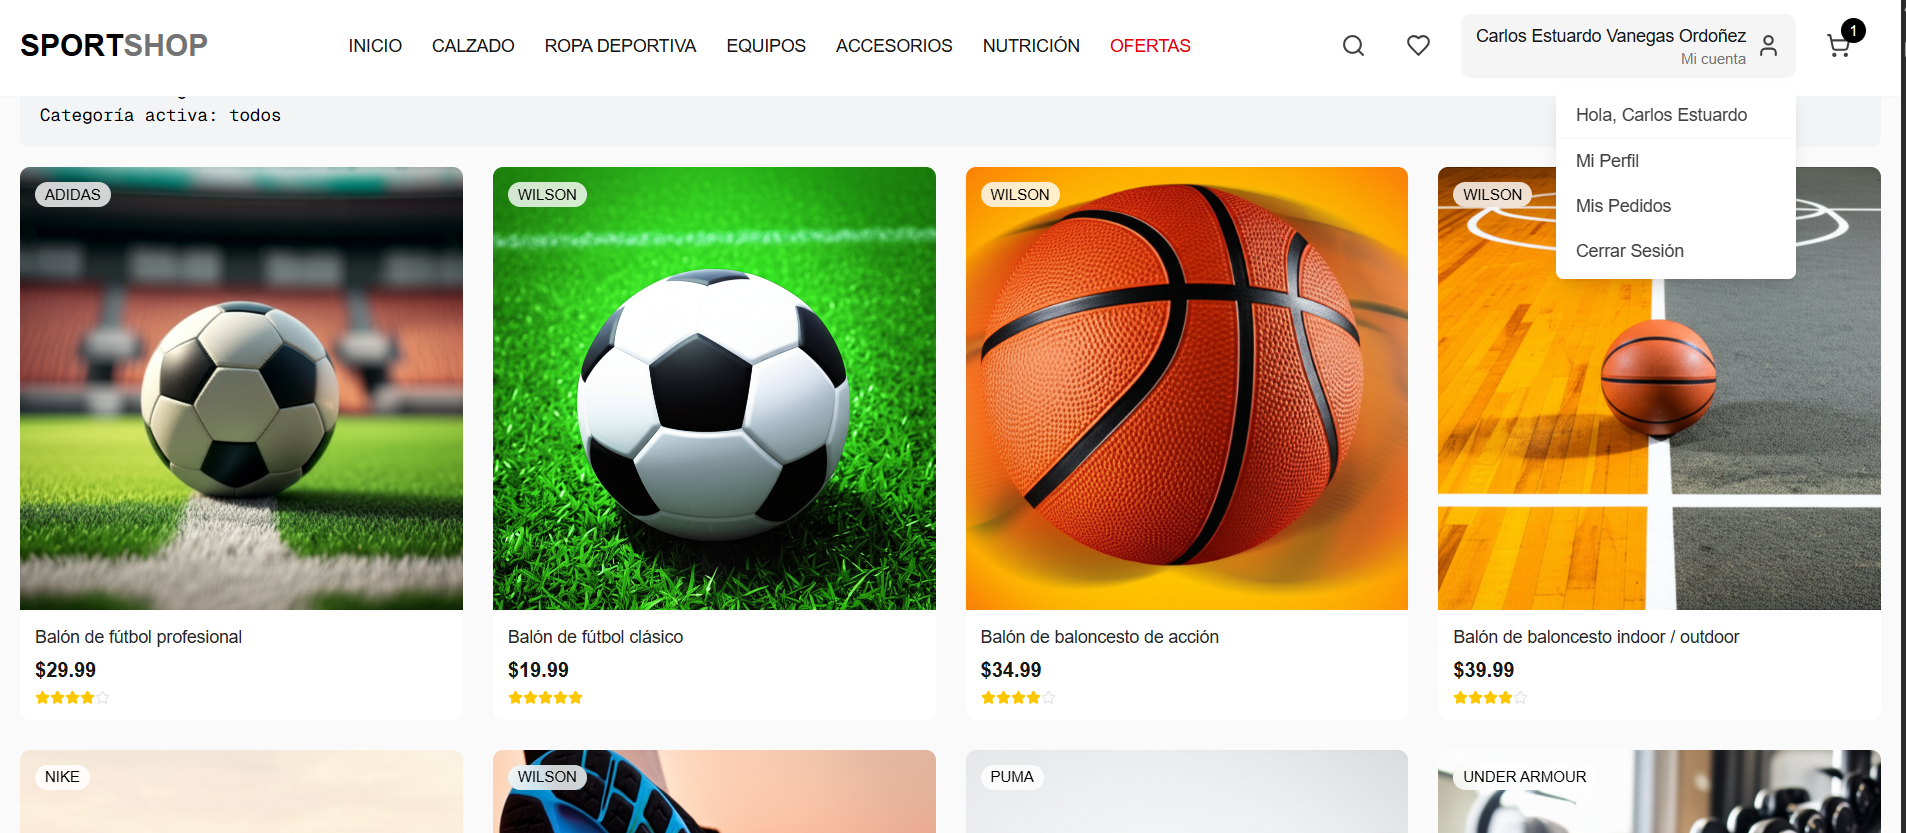 SPORTSHOP
INICIO
CALZADO
ROPA DEPORTIVA
EQUIPOS
ACCESORIOS
NUTRICIÓN
OFERTAS
Carlos Estuardo Vanegas Ordoñez
Mi cuenta
1
Categoría activa: todos
Hola, Carlos Estuardo
Mi Perfil
Mis Pedidos
Cerrar Sesión
ADIDAS
WILSON
WILSON
WILSON
Balón de fútbol profesional
$29.99
Balón de fútbol clásico
$19.99
Balón de baloncesto de acción
$34.99
Balón de baloncesto indoor / outdoor
$39.99
NIKE
WILSON
PUMA
UNDER ARMOUR